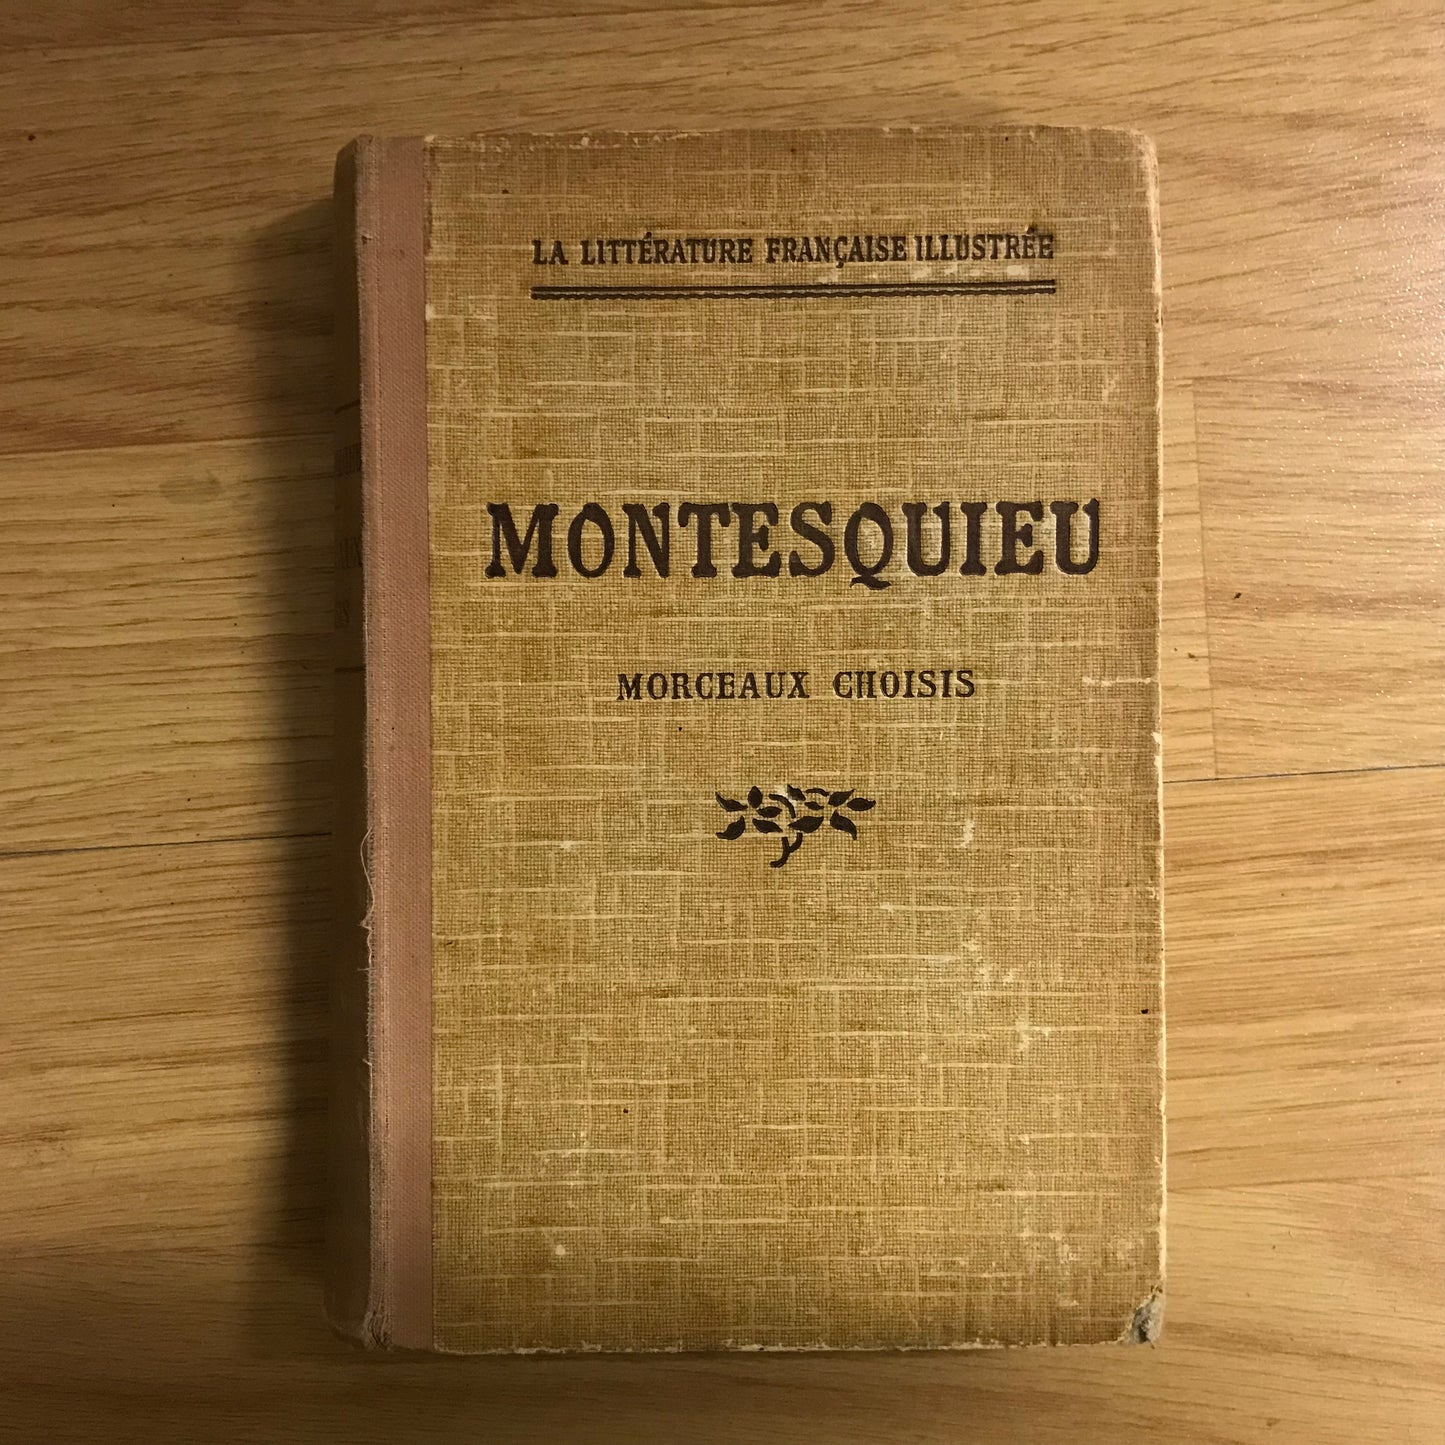 LA LITTÉRATURE FRANÇAISE ILLUSTRÉE
MONTESQUIEU
MORCEAUX CHOISIS